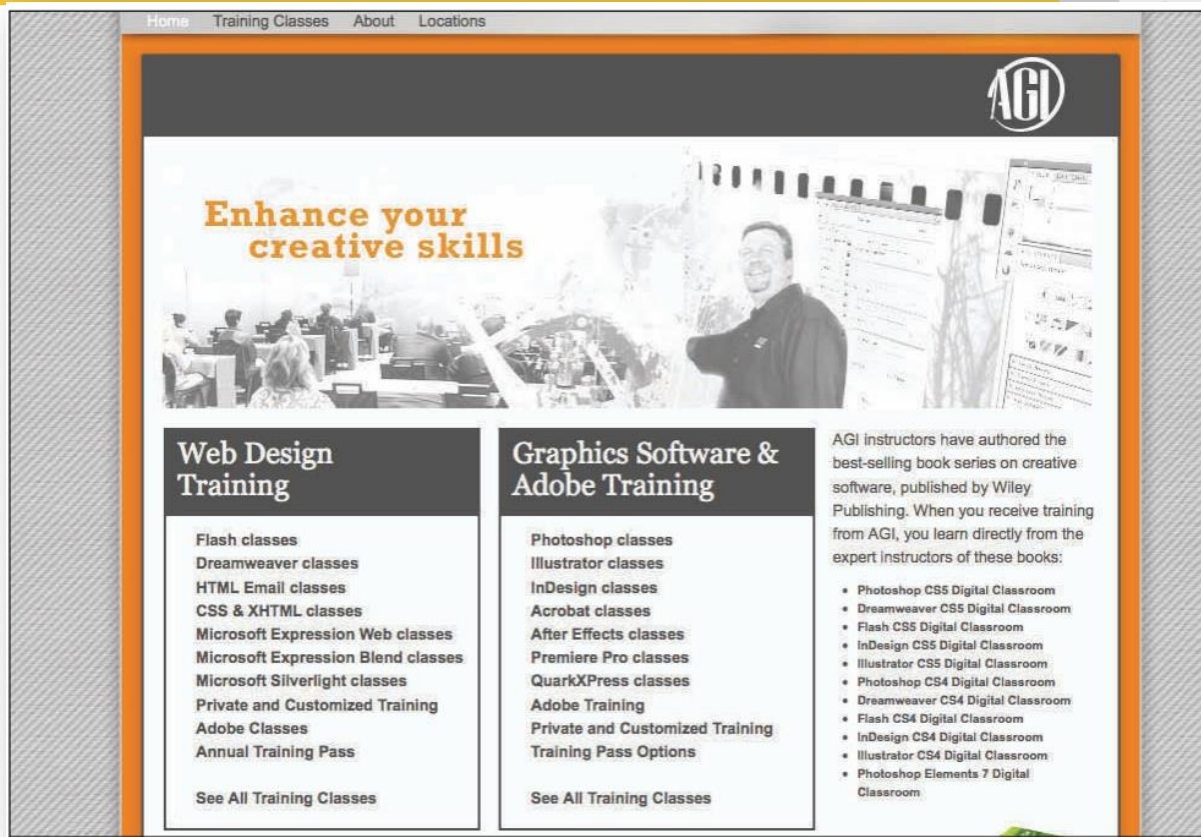 Home Training Classes About Locations
AGI
Enhance your
creative skills
Web Design
Training
Flash classes
Dreamweaver classes
HTML Email classes
CSS & XHTML classes
Microsoft Expression Web classes
Microsoft Expression Blend classes
Microsoft Silverlight classes
Private and Customized Training
Adobe Classes
Annual Training Pass
See All Training Classes
Graphics Software &
Adobe Training
Photoshop classes
Illustrator classes
InDesign classes
Acrobat classes
After Effects classes
Premiere Pro classes
QuarkXPress classes
Adobe Training
Private and Customized Training
Training Pass Options
See All Training Classes
AGI instructors have authored the
best-selling book series on creative
software, published by Wiley
Publishing. When you receive training
from AGI, you learn directly from the
expert instructors of these books:
• Photoshop CS5 Digital Classroom
• Dreamweaver CS5 Digital Classroom
• Flash CS5 Digital Classroom
• InDesign CS5 Digital Classroom
• Illustrator CS5 Digital Classroom
• Photoshop CS4 Digital Classroom
• Dreamweaver CS4 Digital Classroom
• Flash CS4 Digital Classroom
• InDesign CS4 Digital Classroom
• Illustrator CS4 Digital Classroom
• Photoshop Elements 7 Digital
Classroom